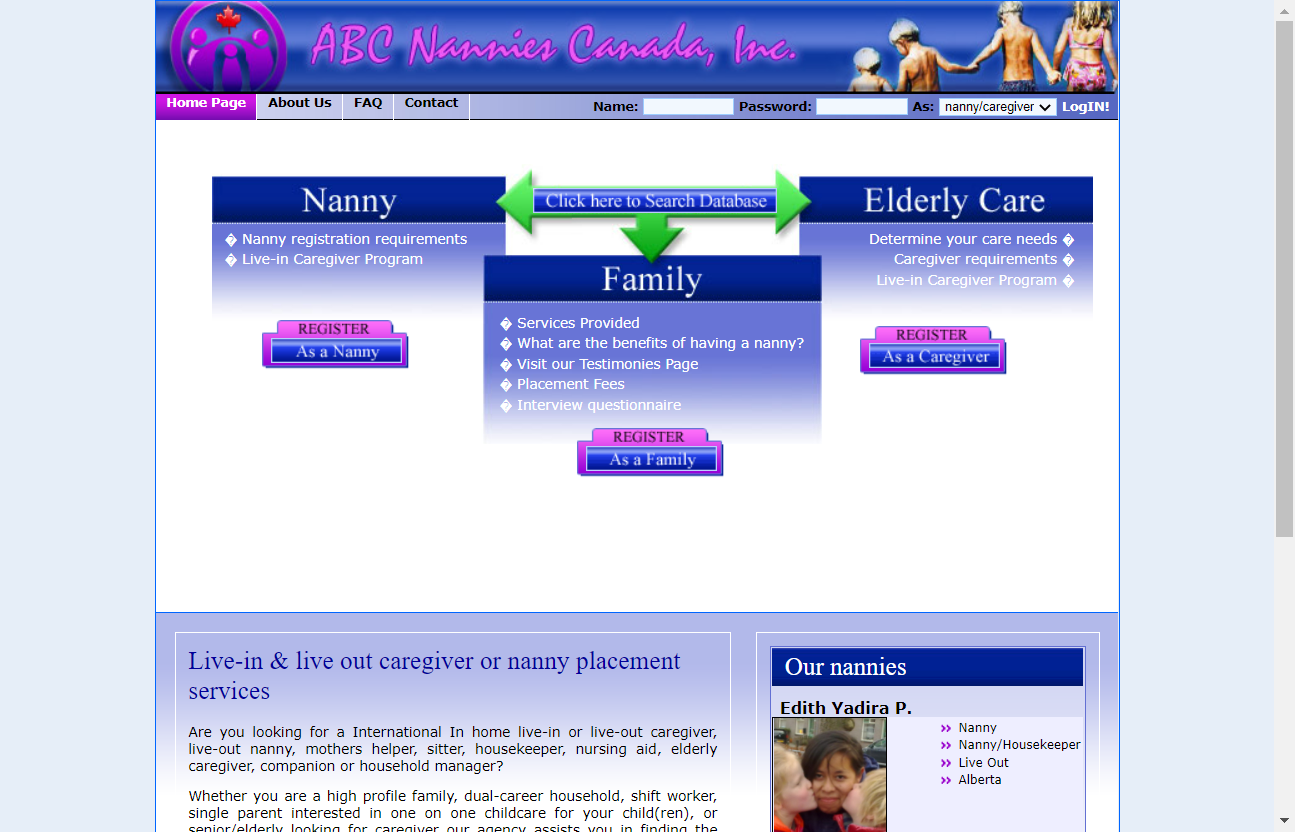 ABC Nannies Canada, Inc.
Home Page
About Us
FAQ
Contact
Name:
Password:
As:
nanny/caregiver
LogIN!
Nanny
� Nanny registration requirements
� Live-in Caregiver Program
REGISTER
As a Nanny
Click here to Search Database
Family
� Services Provided
� What are the benefits of having a nanny?
� Visit our Testimonies Page
� Placement Fees
� Interview questionnaire
REGISTER
As a Family
Elderly Care
Determine your care needs �
Caregiver requirements �
Live-in Caregiver Program �
REGISTER
As a Caregiver
Live-in & live out caregiver or nanny placement
services
Are you looking for a International In home live-in or live-out caregiver,
live-out nanny, mothers helper, sitter, housekeeper, nursing aid, elderly
caregiver, companion or household manager?
Whether you are a high profile family, dual-career household, shift worker,
single parent interested in one on one childcare for your child(ren), or
senior/elderly looking for caregiver our agency assists you in finding the
Our nannies
Edith Yadira P.
Nanny
Nanny/Housekeeper
Live Out
Alberta